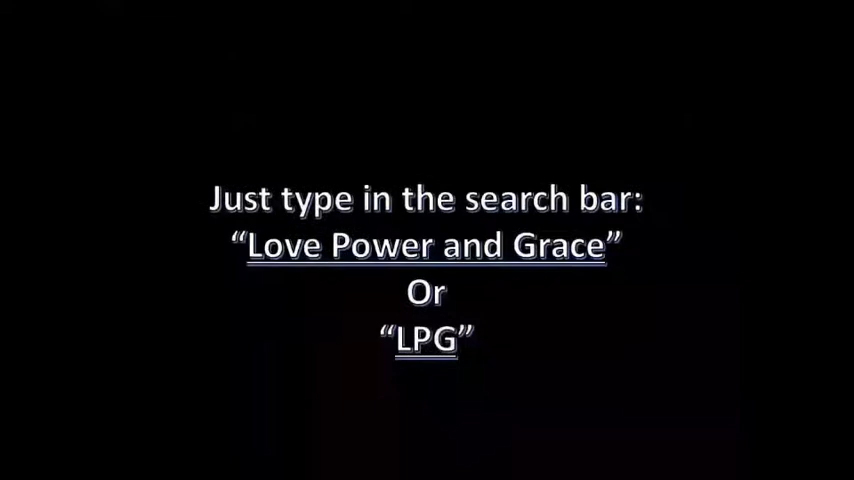 Just type in the search bar:
“Love Power and Grace”
Or
“LPG”